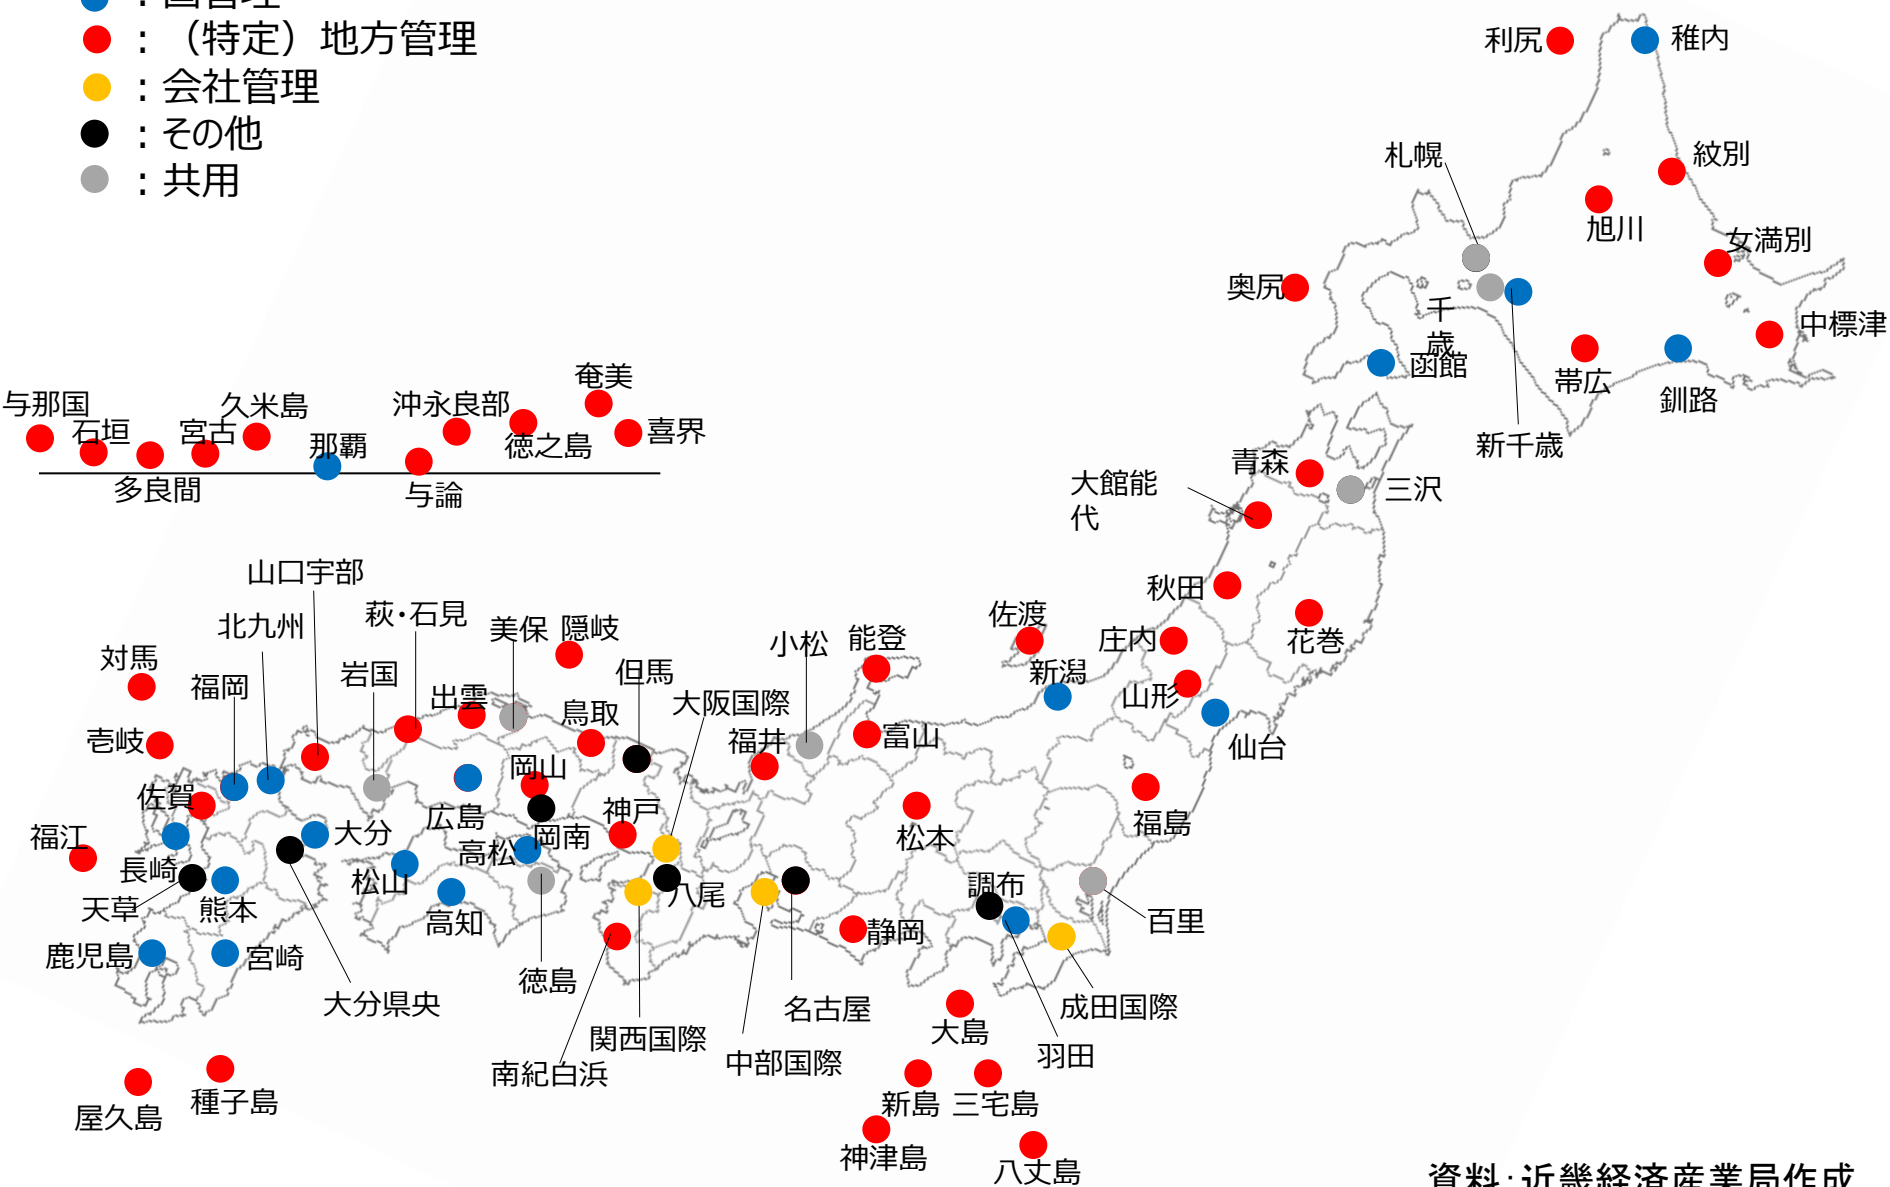 :国管理
:（特定）地方管理
:会社管理
:その他
:共用
利尻
稚内
札幌
紋別
旭川
女満別
奥尻
千
歳
函館
中標津
帯広
釧路
新千歳
与那国
石垣
多良間
宮古
久米島
那覇
与論
沖永良部
徳之島
奄美
喜界
青森
三沢
大館能
代
秋田
花巻
庄内
山形
仙台
福島
佐渡
新潟
能登
小松
富山
福井
松本
山口宇部
北九州
萩・石見
美保
隠岐
対馬
福岡
岩国
出雲
但馬
大阪国際
鳥取
壱岐
岡山
佐賀
広島
神戸
福江
大分
岡南
高松
長崎
松山
八尾
天草
熊本
高知
調布
百里
静岡
鹿児島
宮崎
徳島
大分県央
名古屋
成田国際
関西国際
中部国際
大島
羽田
南紀白浜
屋久島
種子島
新島
三宅島
神津島
八丈島
資料:近畿経済産業局作成